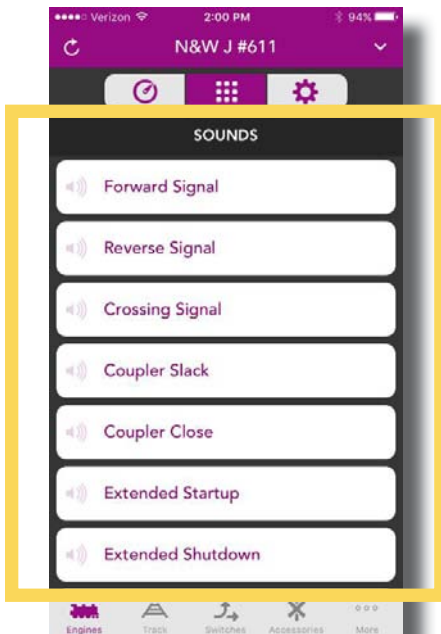 Verizon 2:00 PM 94%
N&W J #611
SOUNDS
Forward Signal
Reverse Signal
Crossing Signal
Coupler Slack
Coupler Close
Extended Startup
Extended Shutdown
Engines Track Switches Accessories More